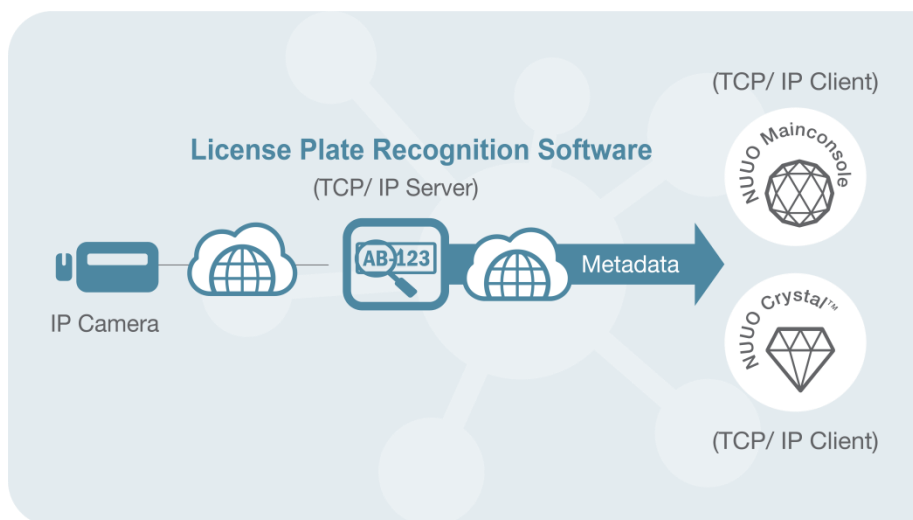 (TCP/ IP Client)
NUUO Mainconsole
License Plate Recognition Software
(TCP/ IP Server)
AB-123
Metadata
IP Camera
NUUO Crystal™
(TCP/ IP Client)